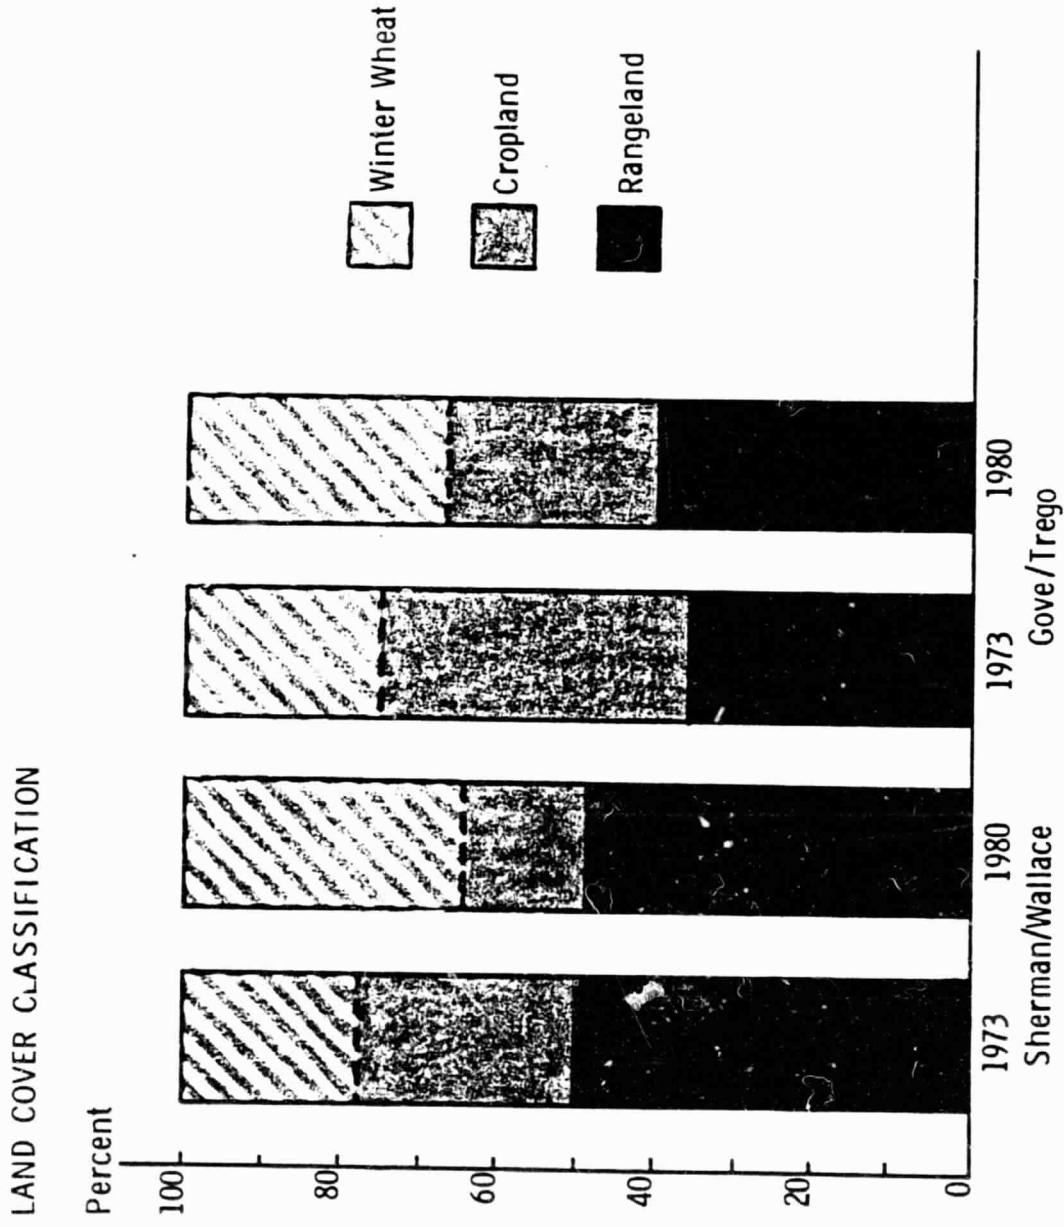 LAND COVER CLASSIFICATION
Percent
100
80
60
40
20
0
1973
1980
1973
1980
Sherman/Wallace
Gove/Trego
Winter Wheat
Cropland
Rangeland